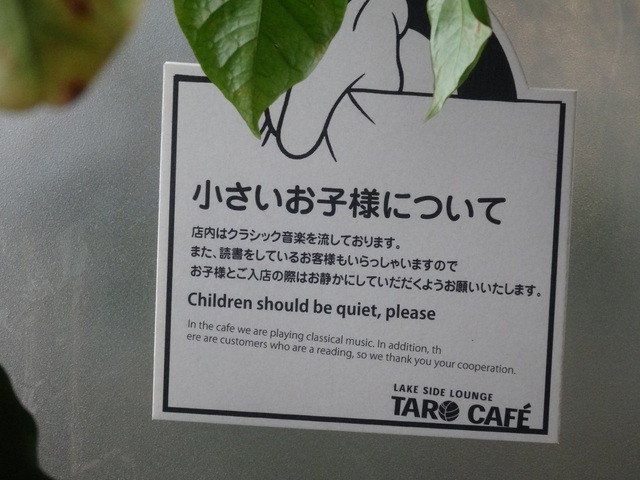 小さいお子様について
店内はクラシック音楽を流しております。
また、読書をしているお客様もいらっしゃいますので
お子様とご入店の際はお静かにしていだだくようお願いいたします。
Children should be quiet, please
In the cafe we are playing classical music. In addition, th
ere are customers who are a reading, so we thank you your cooperation.
LAKE SIDE LOUNGE
TARO CAFÉ